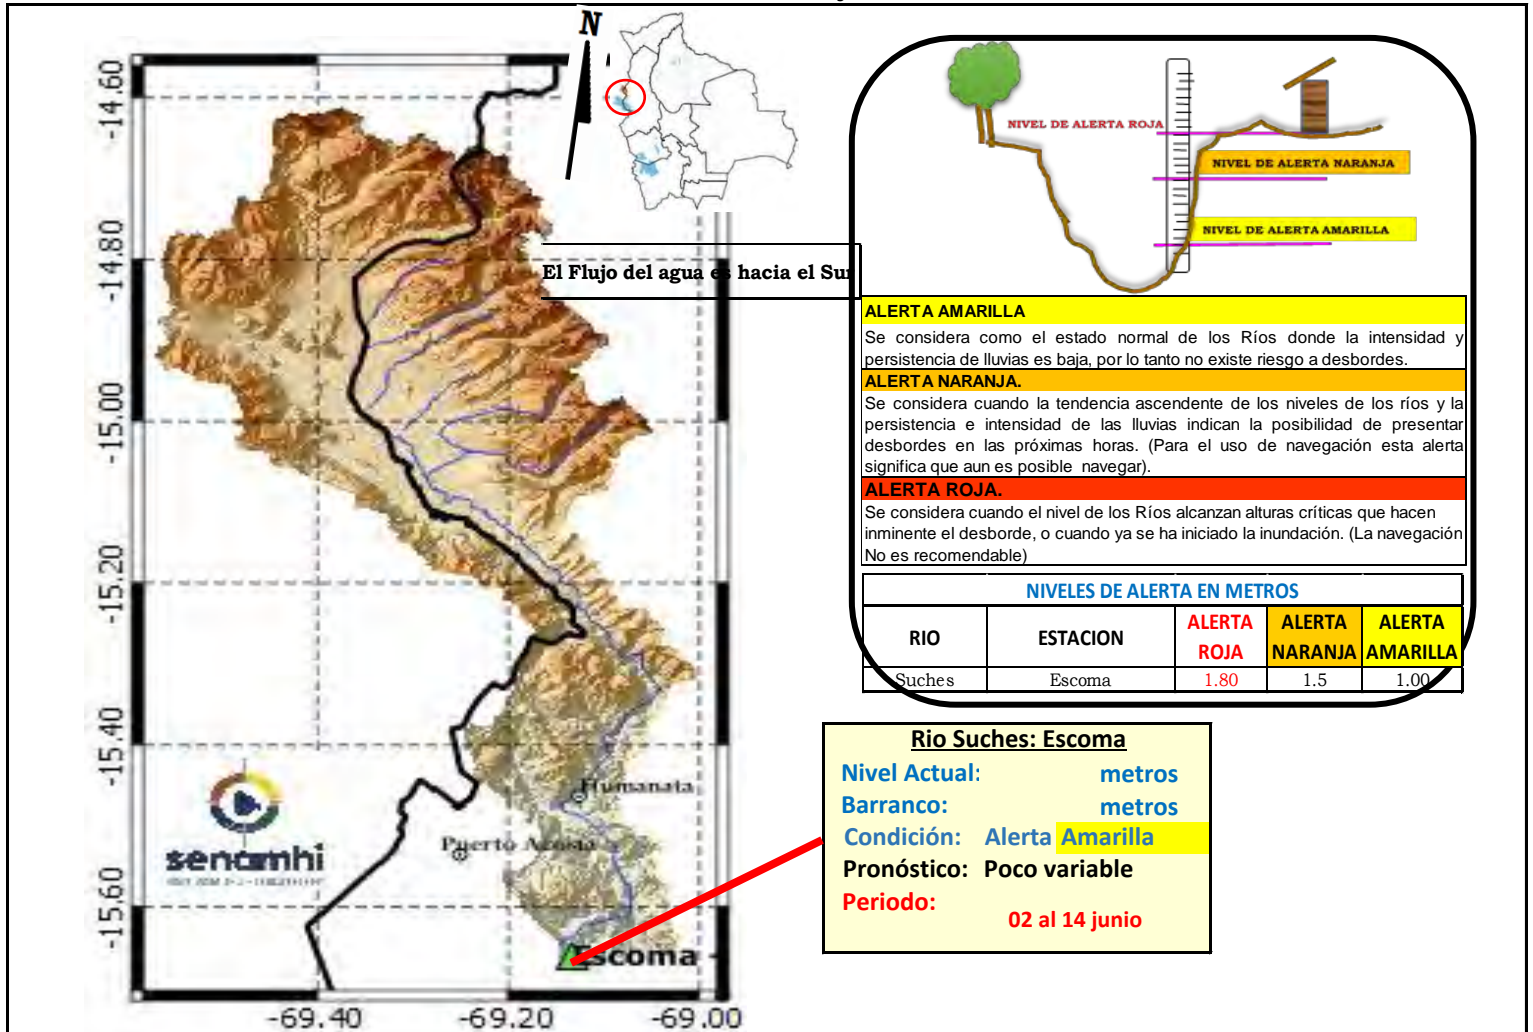 N
-14.60
-14.80
-15.00
-15.20
-15.40
-15.60
-69.40
-69.20
-69.00
El Flujo del agua es hacia el Sur
Humanata
Puerto Acosta
Escoma
senamhi
NIVEL DE ALERTA ROJA
NIVEL DE ALERTA NARANJA
NIVEL DE ALERTA AMARILLA
ALERTA AMARILLA
Se considera como el estado normal de los Ríos donde la intensidad y
persistencia de lluvias es baja, por lo tanto no existe riesgo a desbordes.
ALERTA NARANJA.
Se considera cuando la tendencia ascendente de los niveles de los ríos y la
persistencia e intensidad de las lluvias indican la posibilidad de presentar
desbordes en las próximas horas. (Para el uso de navegación esta alerta
significa que aun es posible navegar).
ALERTA ROJA.
Se considera cuando el nivel de los Ríos alcanzan alturas críticas que hacen
inminente el desborde, o cuando ya se ha iniciado la inundación. (La navegación
No es recomendable)
NIVELES DE ALERTA EN METROS
RIO ESTACION ALERTA ROJA ALERTA NARANJA ALERTA AMARILLA
Suches Escoma 1.80 1.5 1.00
Rio Suches: Escoma
Nivel Actual: metros
Barranco: metros
Condición: Alerta Amarilla
Pronóstico: Poco variable
Periodo:
02 al 14 junio